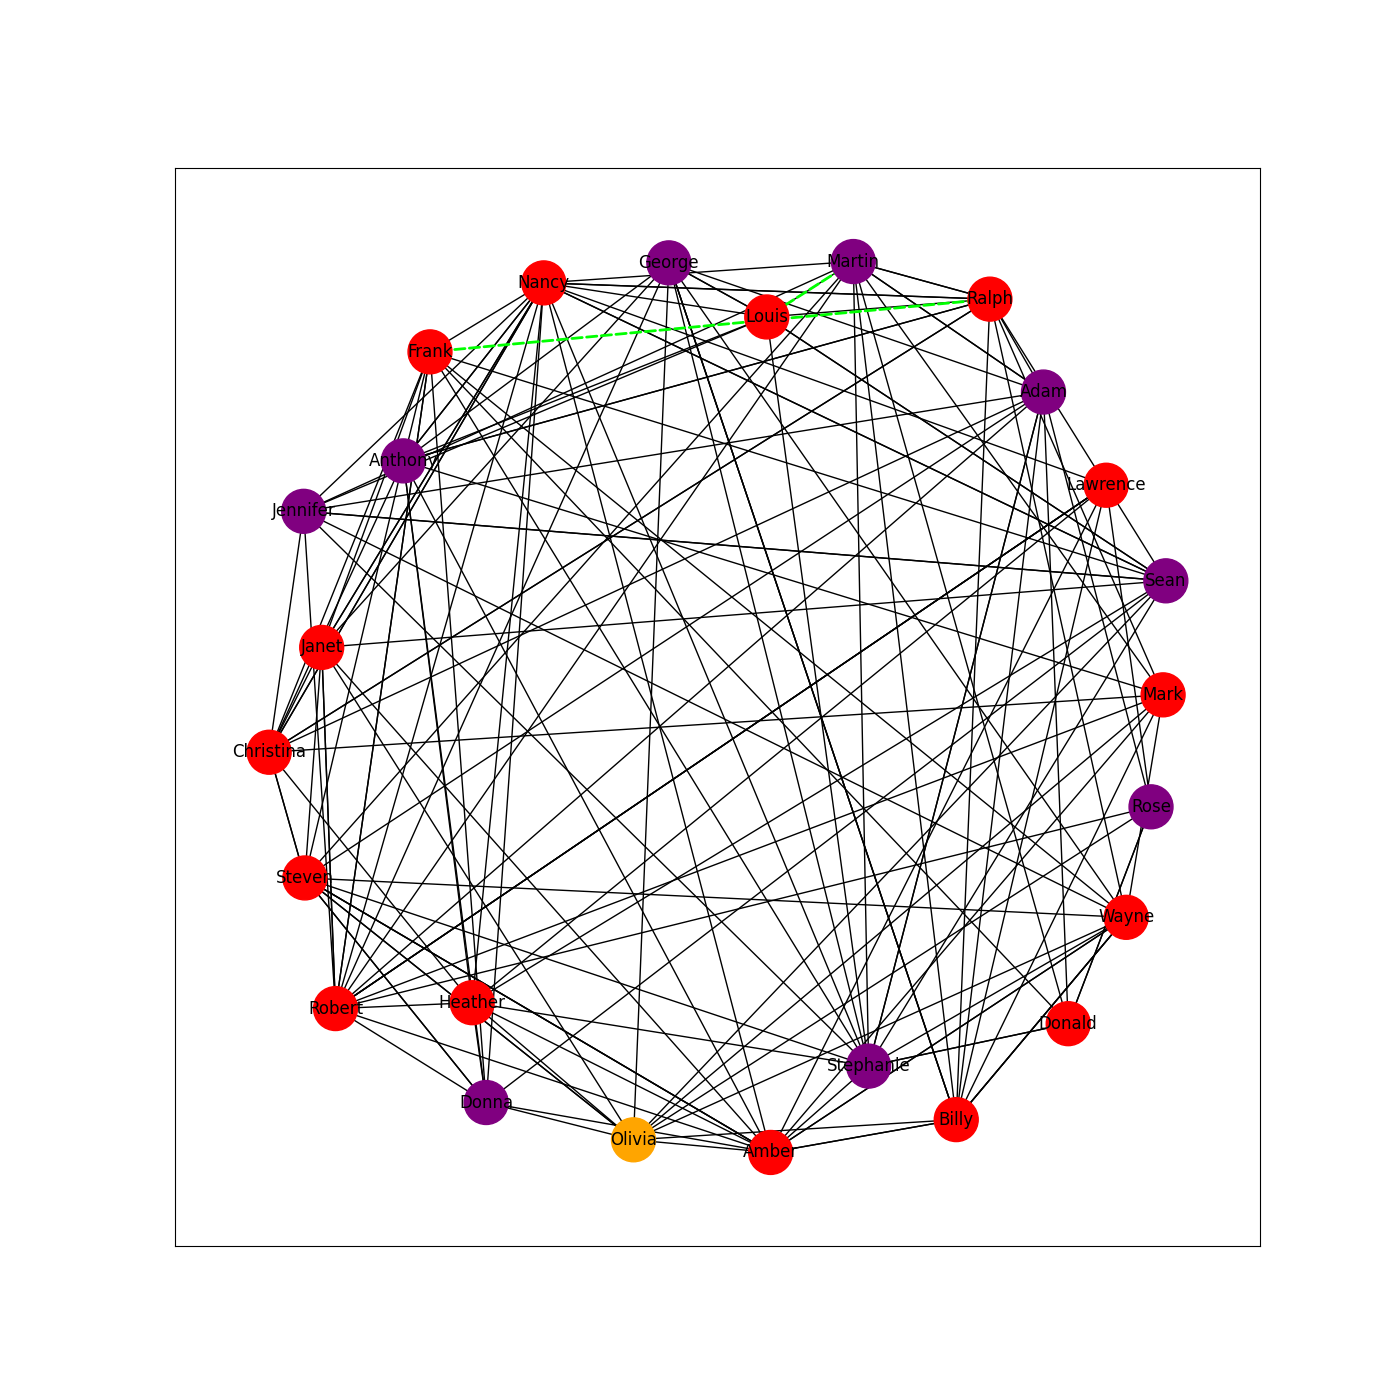 Martin
George
Nancy
Ralph
Louis
Frank
Adam
Anthony
Lawrence
Jennifer
Sean
Janet
Mark
Christina
Rose
Steven
Wayne
Heather
Robert
Donald
Stephanie
Donna
Billy
Olivia
Amber